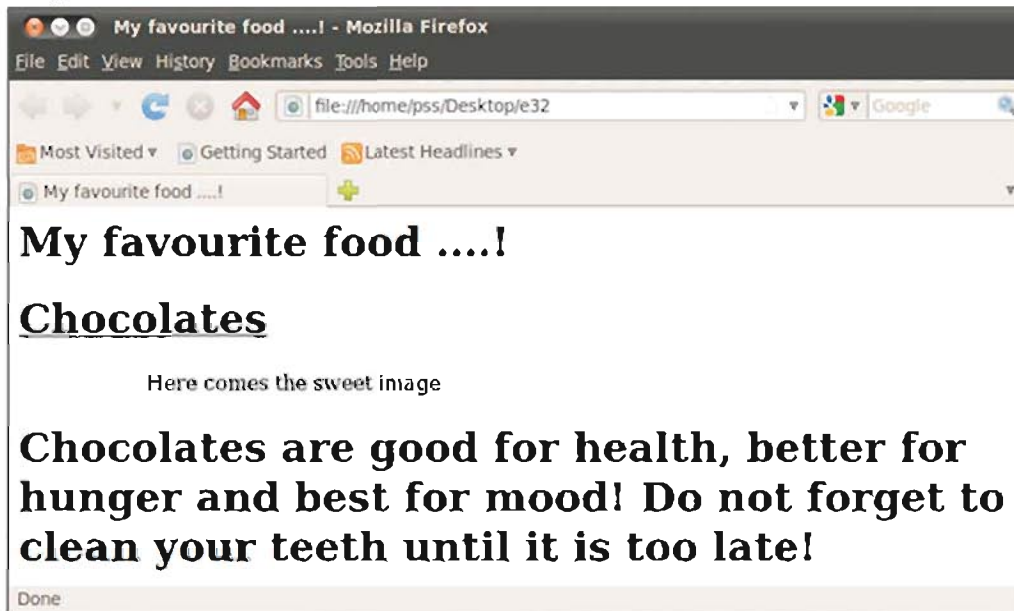 My favourite food ....! - Mozilla Firefox
File Edit View History Bookmarks Tools Help
file:///home/pss/Desktop/e32 Google
Most Visited Getting Started Latest Headlines
My favourite food ....!
My favourite food ....!
Chocolates
Here comes the sweet image
Chocolates are good for health, better for
hunger and best for mood! Do not forget to
clean your teeth until it is too late!
Done